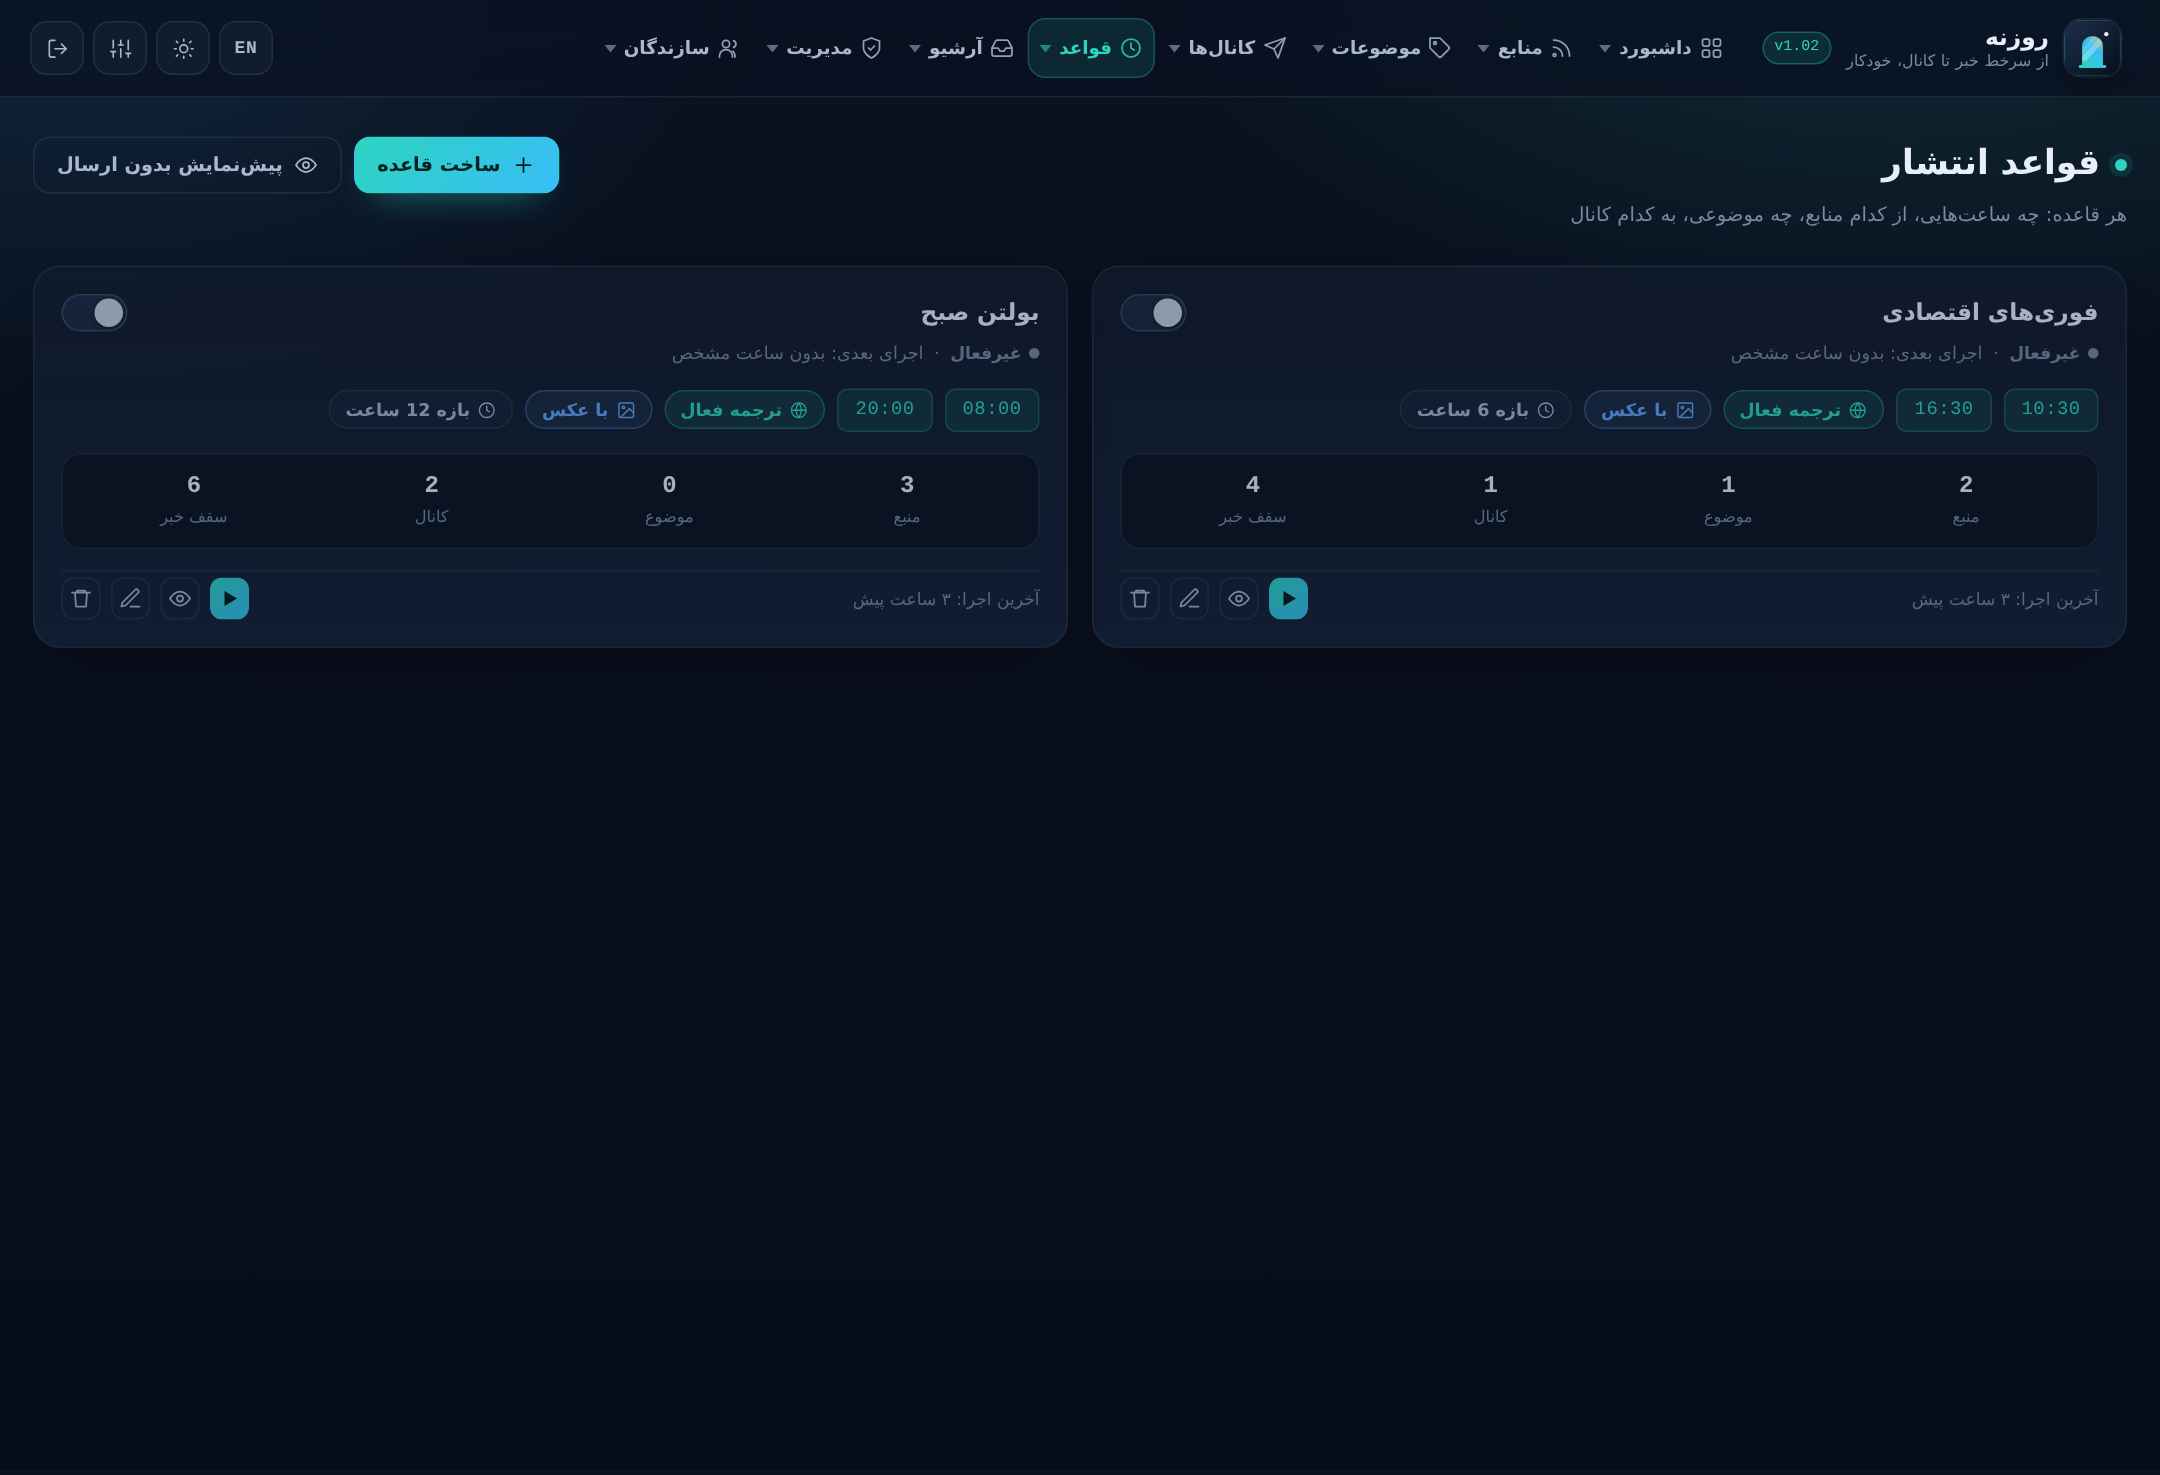 روزنه
از سرخط خبر تا کانال، خودکار
v1.02
داشبورد
منابع
موضوعات
کانال‌ها
قواعد
آرشیو
مدیریت
سازندگان
EN
قواعد انتشار
هر قاعده: چه ساعت‌هایی، از کدام منابع، چه موضوعی، به کدام کانال
ساخت قاعده
پیش‌نمایش بدون ارسال
فوری‌های اقتصادی
غیرفعال · اجرای بعدی: بدون ساعت مشخص
10:30 16:30 ترجمه فعال با عکس بازه 6 ساعت
2 1 1 4
منبع موضوع کانال سقف خبر
آخرین اجرا: ۳ ساعت پیش
بولتن صبح
غیرفعال · اجرای بعدی: بدون ساعت مشخص
08:00 20:00 ترجمه فعال با عکس بازه 12 ساعت
3 0 2 6
منبع موضوع کانال سقف خبر
آخرین اجرا: ۳ ساعت پیش